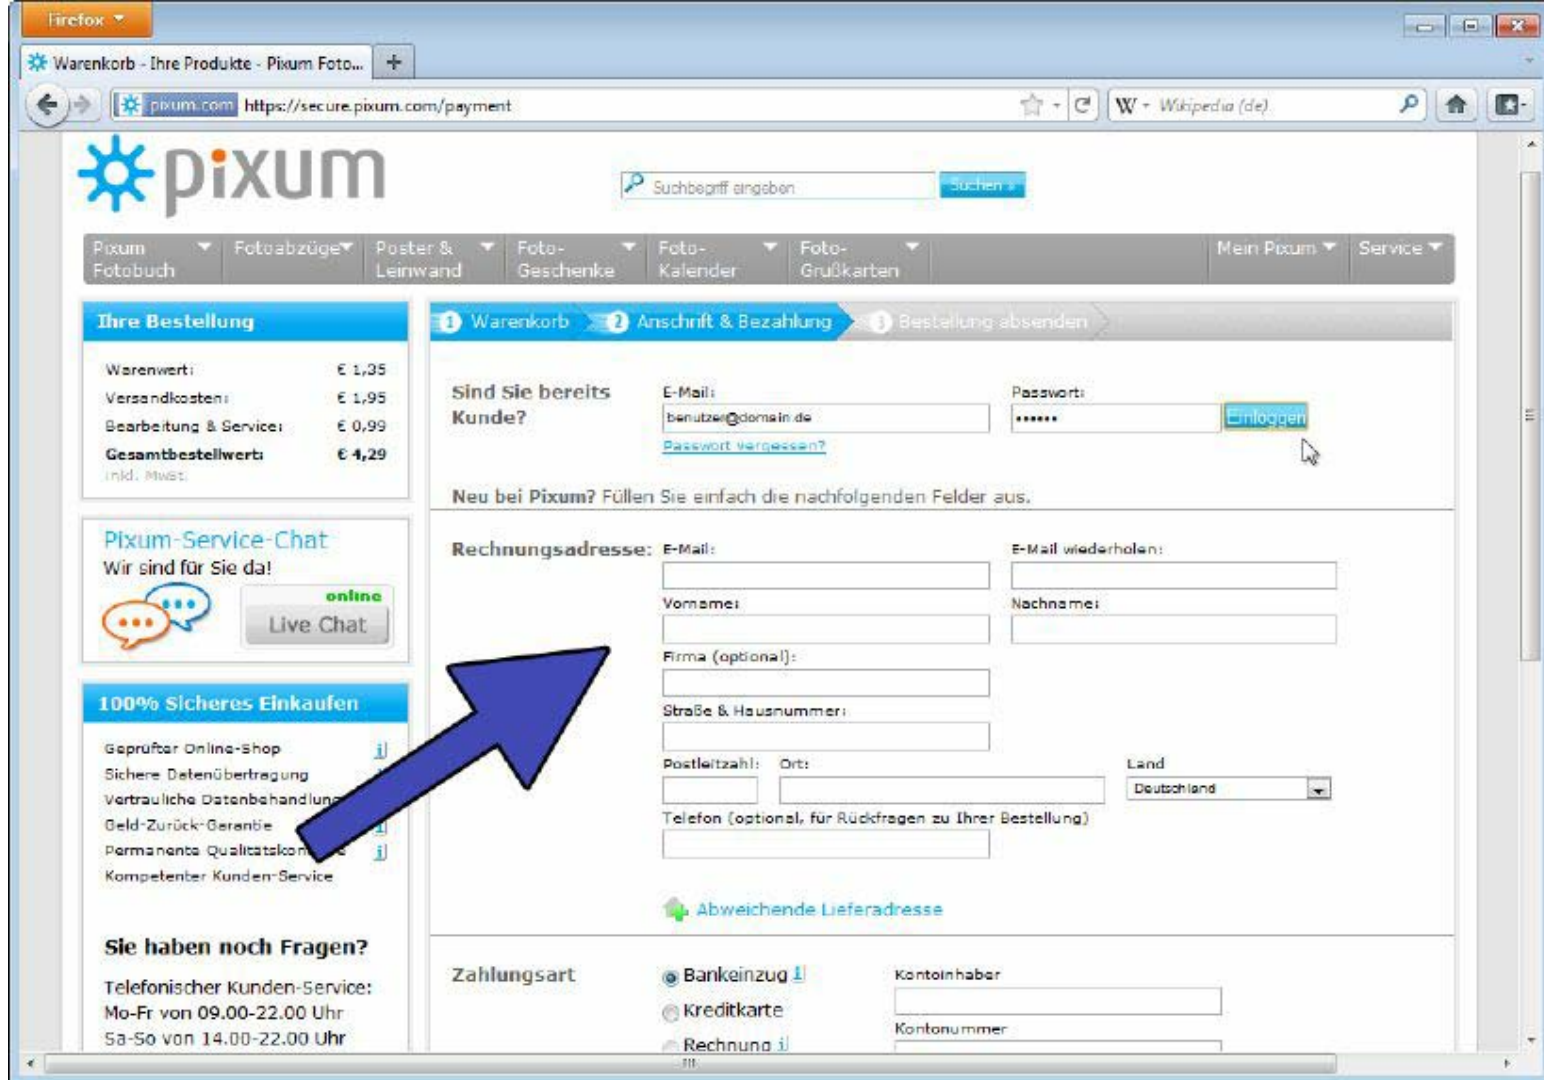 Firefox
Warenkorb - Ihre Produkte - Pixum Foto...
pixum.com https://secure.pixum.com/payment
W Wikipedia (de)
pixum
Suchbegriff eingeben
Suchen »
Pixum Fotobuch
Fotoabzüge
Poster & Leinwand
Foto-Geschenke
Foto-Kalender
Foto-Grußkarten
Mein Pixum
Service
Ihre Bestellung
Warenwert: € 1,35
Versandkosten: € 1,95
Bearbeitung & Service: € 0,99
Gesamtbestellwert: € 4,29
inkl. MwSt.
1 Warenkorb 2 Anschrift & Bezahlung 3 Bestellung absenden
Sind Sie bereits
Kunde?
E-Mail:
benutzer@domain.de
Passwort vergessen?
Passwort:
••••••
Einloggen
Neu bei Pixum? Füllen Sie einfach die nachfolgenden Felder aus.
Pixum-Service-Chat
Wir sind für Sie da!
online
Live Chat
Rechnungsadresse: E-Mail: E-Mail wiederholen:
Vorname: Nachname:
Firma (optional):
Straße & Hausnummer:
Postleitzahl: Ort: Land
Deutschland
Telefon (optional, für Rückfragen zu Ihrer Bestellung)
Abweichende Lieferadresse
100% Sicheres Einkaufen
Geprüfter Online-Shop i
Sichere Datenübertragung
Vertrauliche Datenbehandlun
Geld-Zurück-Garantie
Permanente Qualitätskon i
Kompetenter Kunden-Service
Sie haben noch Fragen?
Telefonischer Kunden-Service:
Mo-Fr von 09.00-22.00 Uhr
Sa-So von 14.00-22.00 Uhr
Zahlungsart
Bankeinzug i
Kreditkarte
Rechnung i
Kontoinhaber
Kontonummer